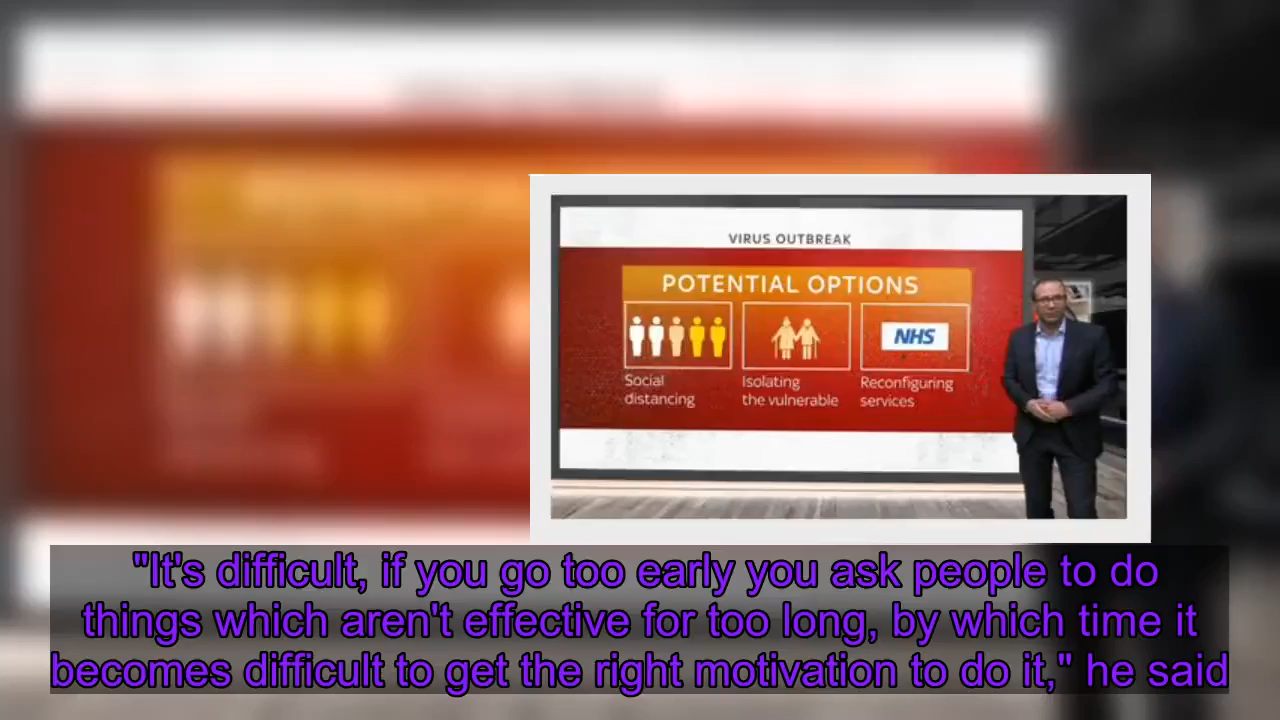 VIRUS OUTBREAK
POTENTIAL OPTIONS
NHS
Social
distancing
Isolating
the vulnerable
Reconfiguring
services
"It's difficult, if you go too early you ask people to do
things which aren't effective for too long, by which time it
becomes difficult to get the right motivation to do it," he said